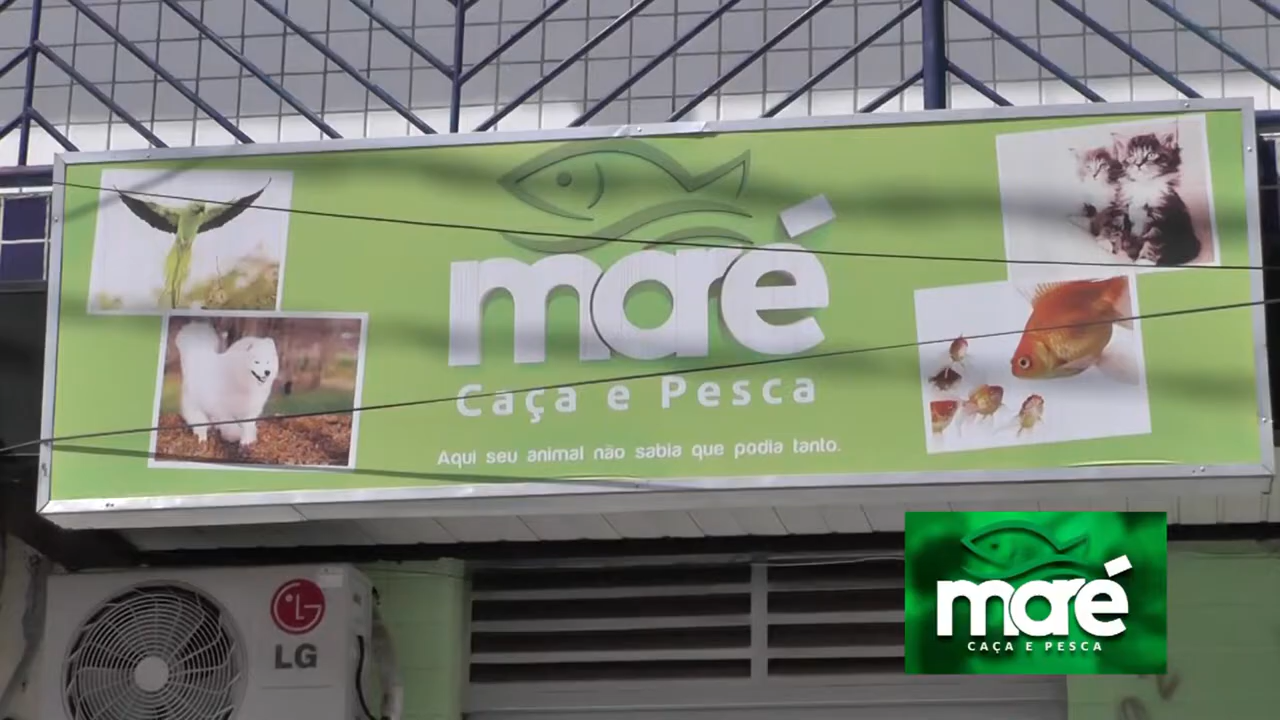 maré
Caça e Pesca
Aqui seu animal não sabia que podia tanto.
LG
maré
CAÇA E PESCA